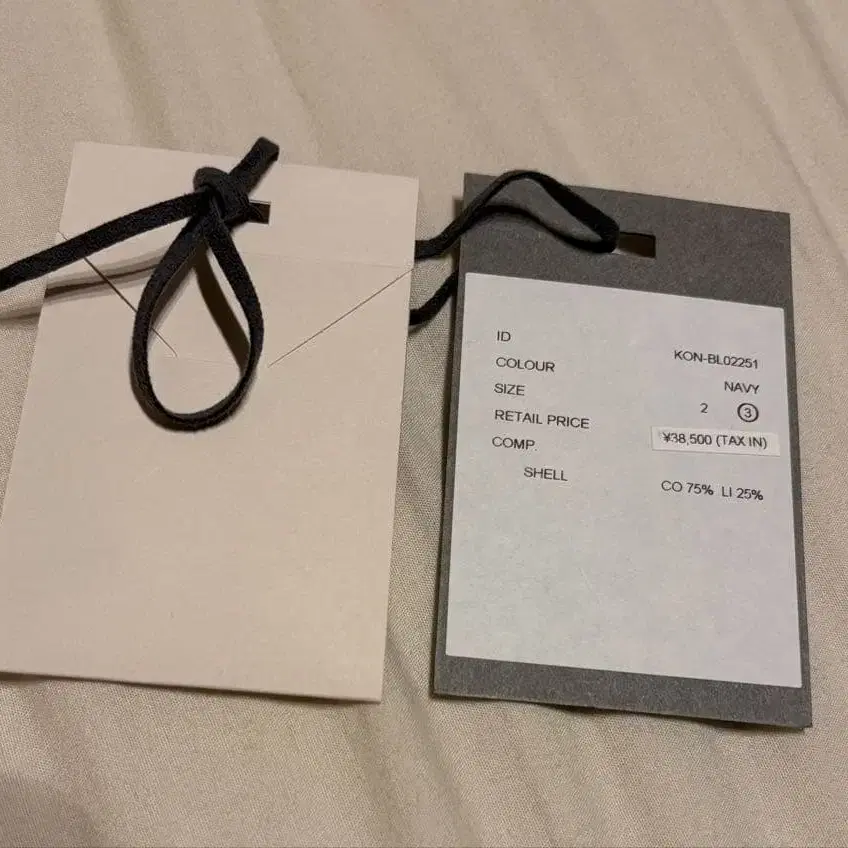 ID KON-BL02251
COLOUR NAVY
SIZE 2 ③
RETAIL PRICE ¥38,500 (TAX IN)
COMP.
SHELL CO 75% LI 25%